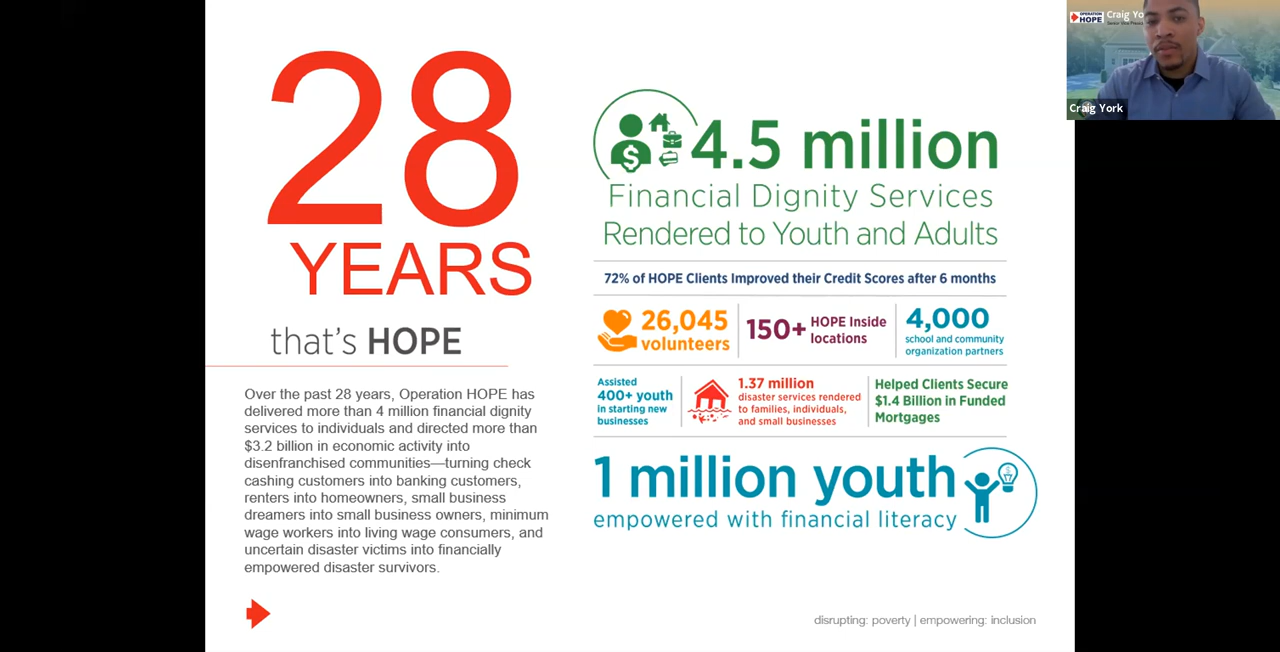 28
YEARS
that's HOPE
Over the past 28 years, Operation HOPE has
delivered more than 4 million financial dignity
services to individuals and directed more than
$3.2 billion in economic activity into
disenfranchised communities—turning check
cashing customers into banking customers,
renters into homeowners, small business
dreamers into small business owners, minimum
wage workers into living wage consumers, and
uncertain disaster victims into financially
empowered disaster survivors.
4.5 million
Financial Dignity Services
Rendered to Youth and Adults
72% of HOPE Clients Improved their Credit Scores after 6 months
26,045
volunteers
150+ HOPE Inside
locations
4,000
school and community
organization partners
Assisted
400+ youth
in starting new
businesses
1.37 million
disaster services rendered
to families, individuals,
and small businesses
Helped Clients Secure
$1.4 Billion in Funded
Mortgages
1 million youth
empowered with financial literacy
disrupting: poverty | empowering: inclusion
OPERATION
HOPE
Craig Yo
Craig York